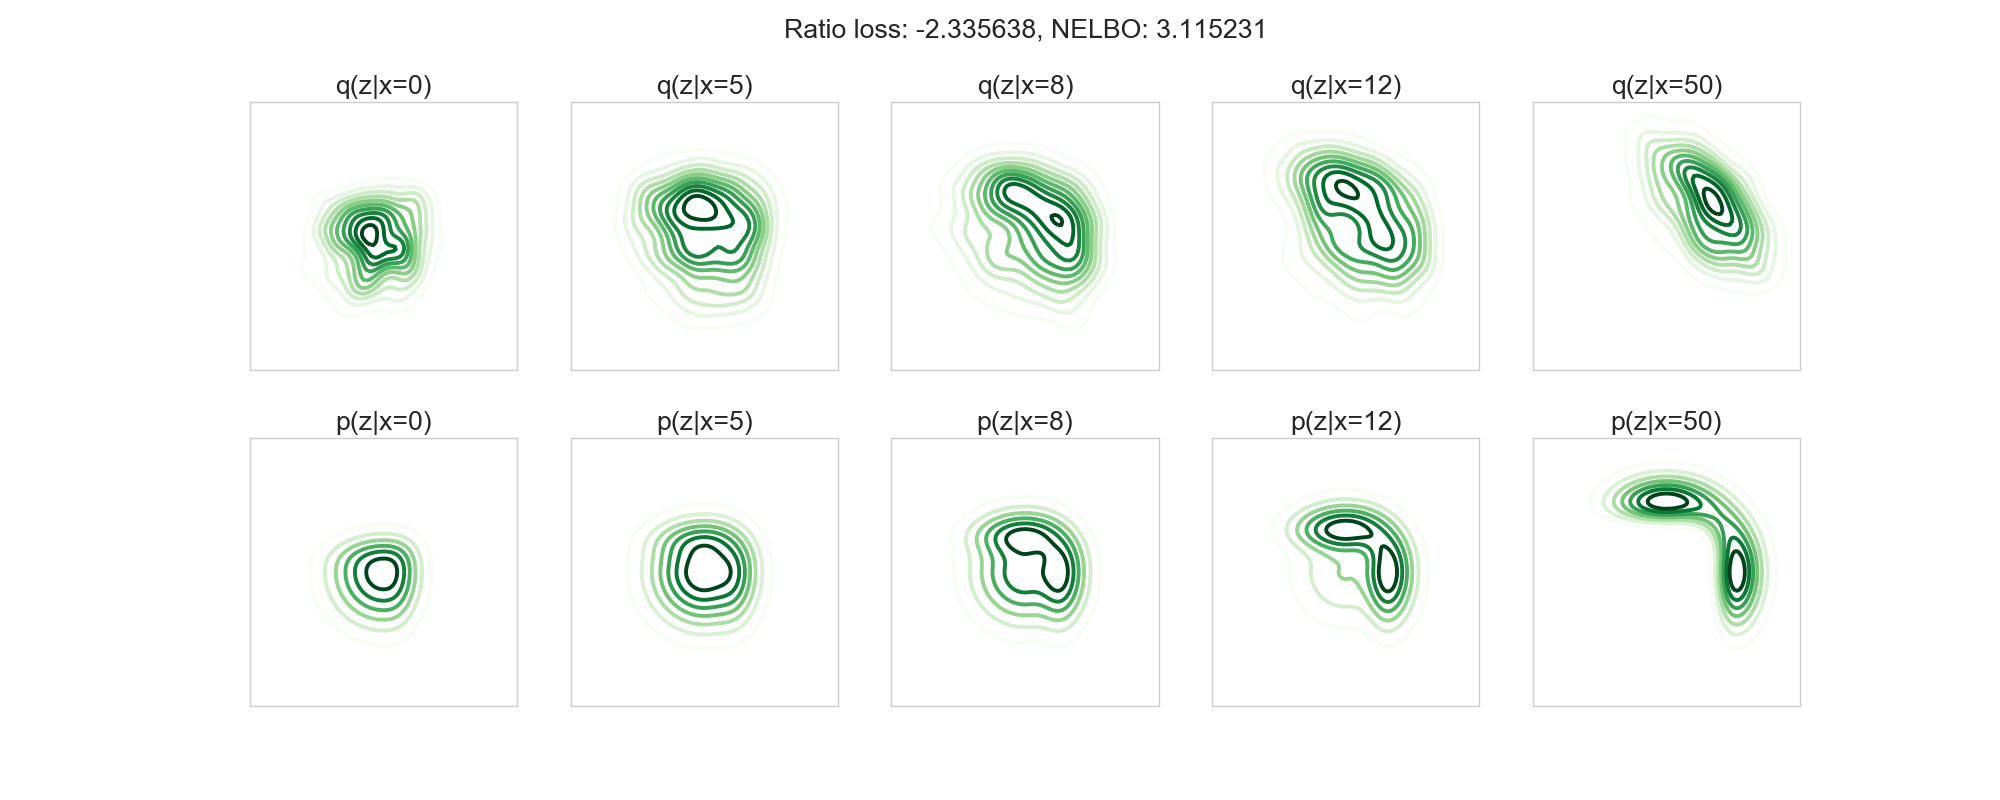 Ratio loss: -2.335638, NELBO: 3.115231
q(z|x=0) q(z|x=5) q(z|x=8) q(z|x=12) q(z|x=50)
p(z|x=0) p(z|x=5) p(z|x=8) p(z|x=12) p(z|x=50)